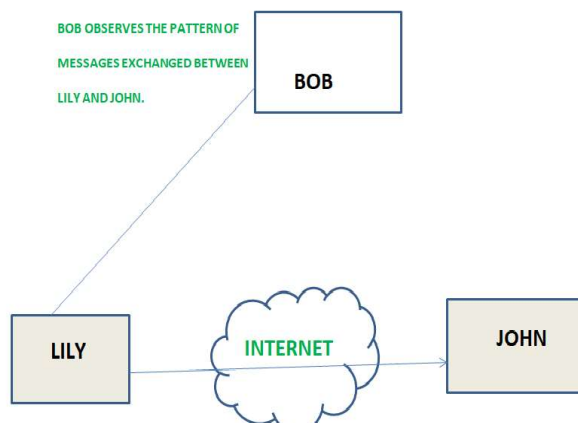 BOB OBSERVES THE PATTERN OF
MESSAGES EXCHANGED BETWEEN
LILY AND JOHN.
BOB
LILY
INTERNET
JOHN